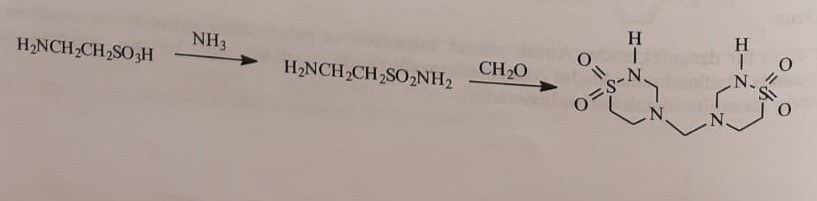 H₂NCH₂CH₂SO₃H
NH₃
H₂NCH₂CH₂SO₂NH₂
CH₂O
H
O
O
S
N
N
H
N
N
S
O
O